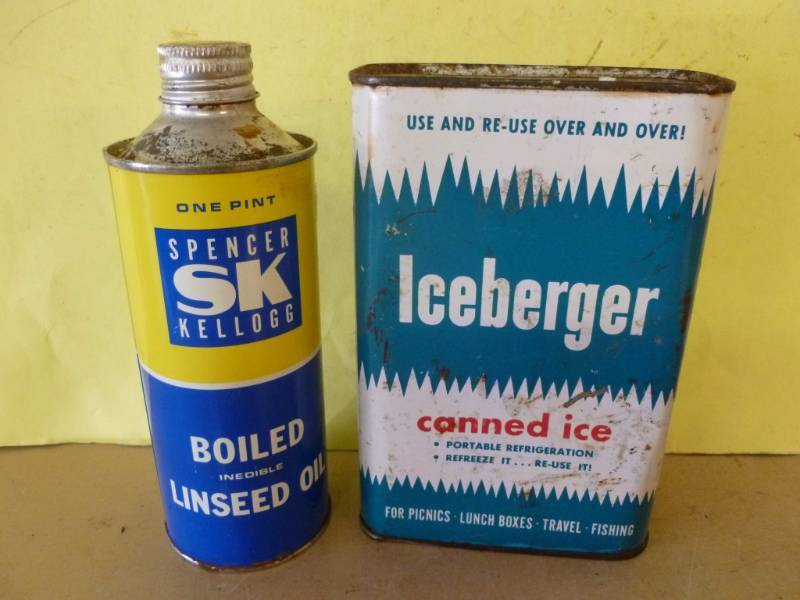 ONE PINT
SPENCER
SK
KELLOGG
BOILED
INEDIBLE
LINSEED OIL
USE AND RE-USE OVER AND OVER!
Iceberger
canned ice
• PORTABLE REFRIGERATION
• REFREEZE IT... RE-USE IT!
FOR PICNICS · LUNCH BOXES · TRAVEL · FISHING